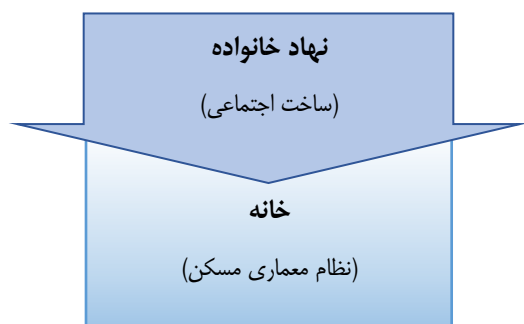 نهاد خانواده
(ساخت اجتماعی)
خانه
(نظام معماری مسکن)